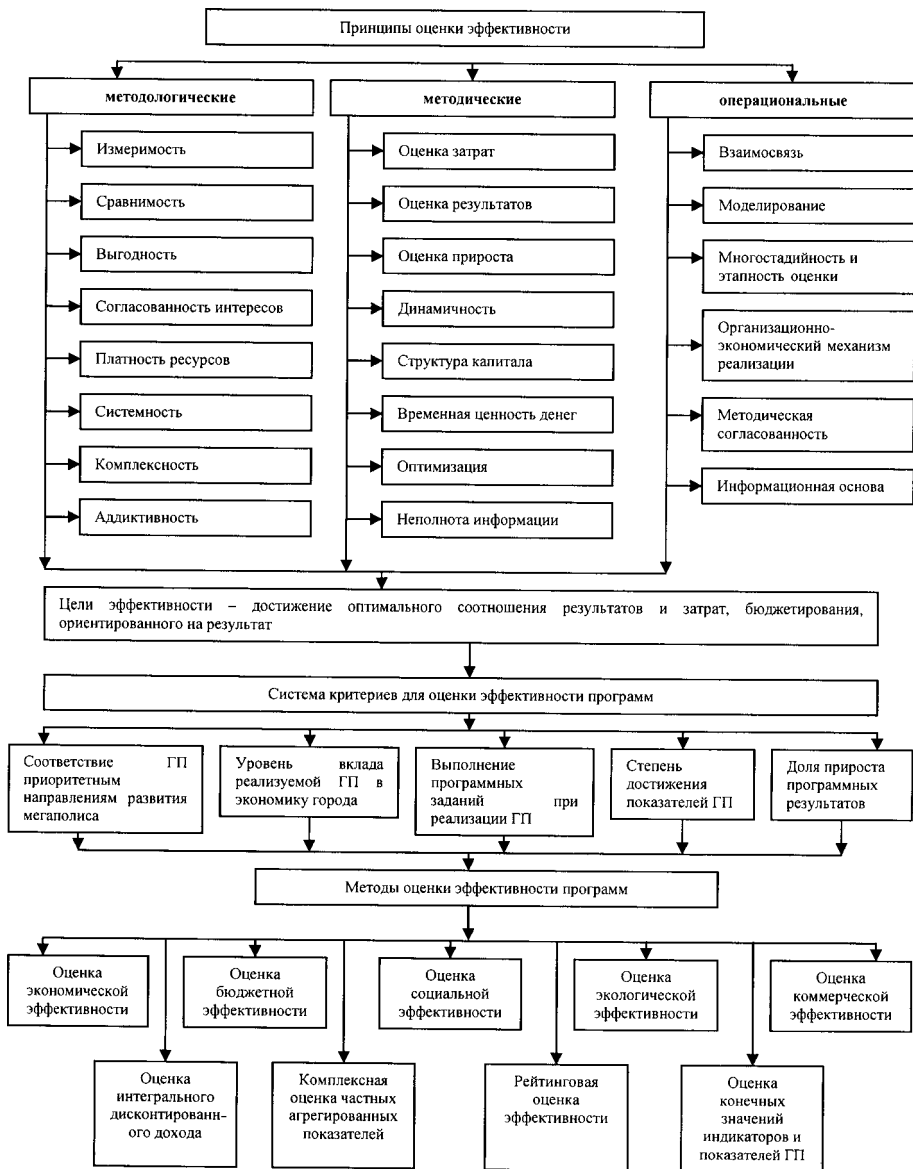 Принципы оценки эффективности
методологические
методические
операциональные
Измеримость
Сравнимость
Выгодность
Согласованность интересов
Платность ресурсов
Системность
Комплексность
Аддиктивность
Оценка затрат
Оценка результатов
Оценка прироста
Динамичность
Структура капитала
Временная ценность денег
Оптимизация
Неполнота информации
Взаимосвязь
Моделирование
Многостадийность и
этапность оценки
Организационно-
экономический механизм
реализации
Методическая
согласованность
Информационная основа
Цели эффективности – достижение оптимального соотношения результатов и затрат, бюджетирования,
ориентированного на результат
Система критериев для оценки эффективности программ
Соответствие ГП
приоритетным
направлениям развития
мегаполиса
Уровень вклада
реализуемой ГП в
экономику города
Выполнение
программных
заданий при
реализации ГП
Степень
достижения
показателей ГП
Доля прироста
программных
результатов
Методы оценки эффективности программ
Оценка
экономической
эффективности
Оценка
бюджетной
эффективности
Оценка
социальной
эффективности
Оценка
экологической
эффективности
Оценка
коммерческой
эффективности
Оценка
интегрального
дисконтированн-
ого дохода
Комплексная
оценка частных
агрегированных
показателей
Рейтинговая
оценка
эффективности
Оценка
конечных
значений
индикаторов и
показателей ГП